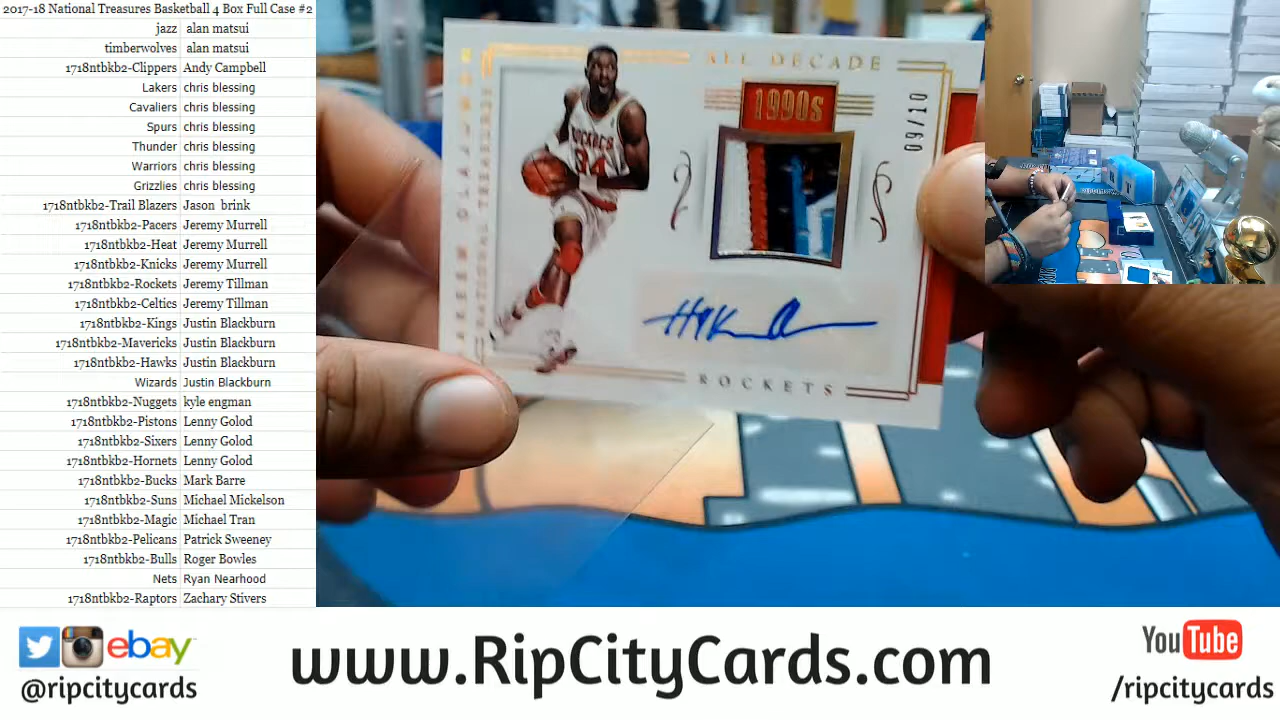 2017-18 National Treasures Basketball 4 Box Full Case #2
jazz alan matsui
timberwolves alan matsui
1718ntbkb2-Clippers Andy Campbell
Lakers chris blessing
Cavaliers chris blessing
Spurs chris blessing
Thunder chris blessing
Warriors chris blessing
Grizzlies chris blessing
1718ntbkb2-Trail Blazers Jason brink
1718ntbkb2-Pacers Jeremy Murrell
1718ntbkb2-Heat Jeremy Murrell
1718ntbkb2-Knicks Jeremy Murrell
1718ntbkb2-Rockets Jeremy Tillman
1718ntbkb2-Celtics Jeremy Tillman
1718ntbkb2-Kings Justin Blackburn
1718ntbkb2-Mavericks Justin Blackburn
1718ntbkb2-Hawks Justin Blackburn
Wizards Justin Blackburn
1718ntbkb2-Nuggets kyle engman
1718ntbkb2-Pistons Lenny Golod
1718ntbkb2-Sixers Lenny Golod
1718ntbkb2-Hornets Lenny Golod
1718ntbkb2-Bucks Mark Barre
1718ntbkb2-Suns Michael Mickelson
1718ntbkb2-Magic Michael Tran
1718ntbkb2-Pelicans Patrick Sweeney
1718ntbkb2-Bulls Roger Bowles
Nets Ryan Nearhood
1718ntbkb2-Raptors Zachary Stivers
ALL DECADE
1990s
09/10
HAKEEM OLAJUWON
NATIONAL TREASURES
ROCKETS
34
ROCKETS
ebay
@ripcitycards
www.RipCityCards.com
YouTube
/ripcitycards